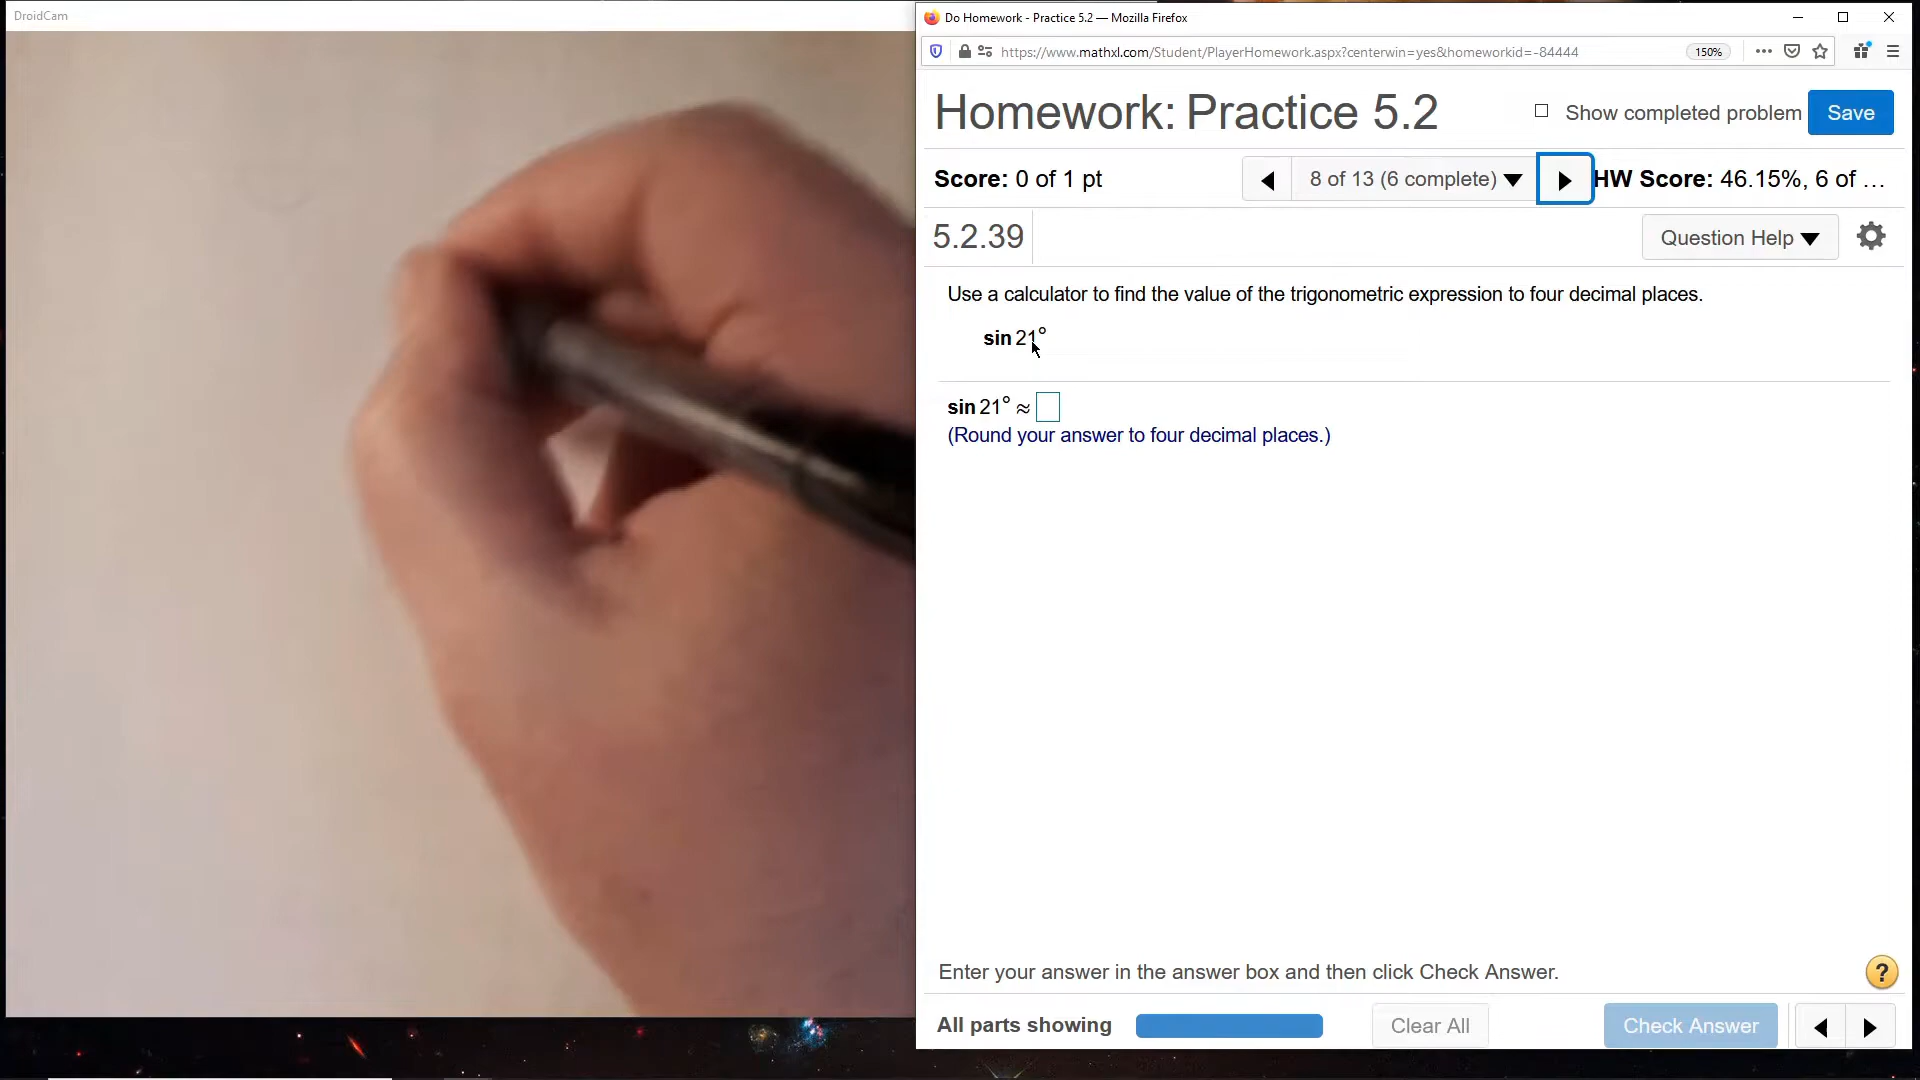 DroidCam
Do Homework - Practice 5.2 — Mozilla Firefox
https://www.mathxl.com/Student/PlayerHomework.aspx?centerwin=yes&homeworkid=-84444
150%
Homework: Practice 5.2
Show completed problem
Save
Score: 0 of 1 pt
8 of 13 (6 complete)
HW Score: 46.15%, 6 of ...
5.2.39
Question Help
Use a calculator to find the value of the trigonometric expression to four decimal places.
sin 21°
sin 21° ≈
(Round your answer to four decimal places.)
Enter your answer in the answer box and then click Check Answer.
?
All parts showing
Clear All
Check Answer